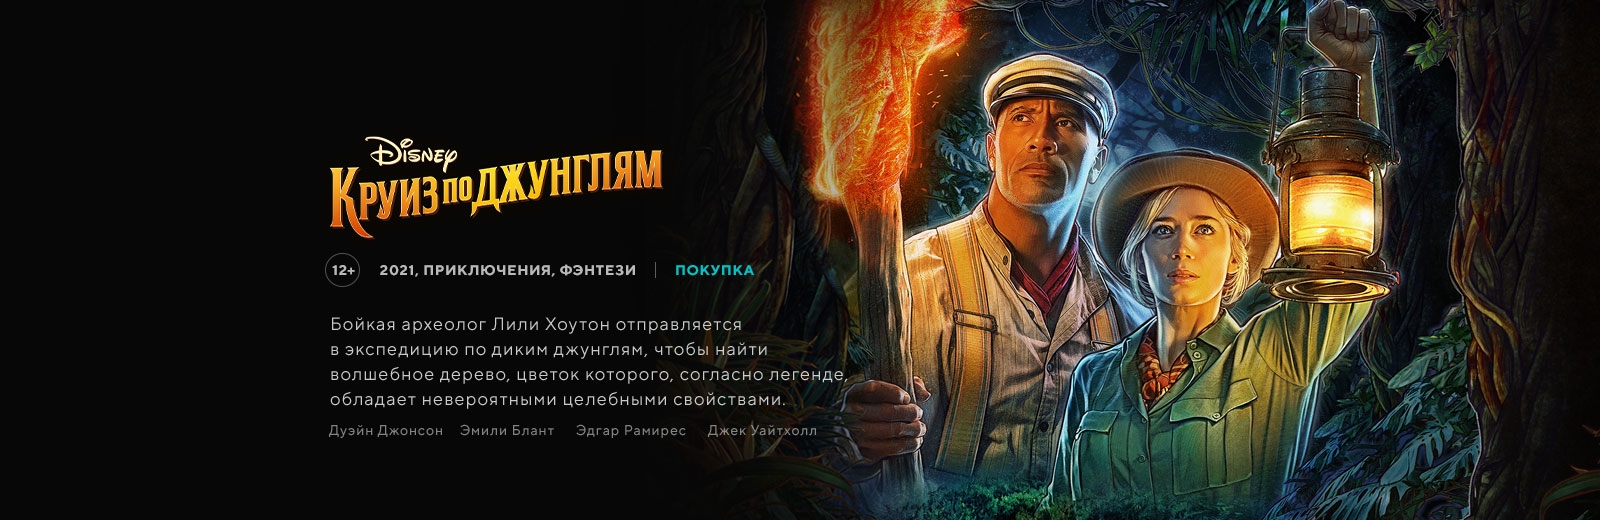 Disney
Круиз по джунглям
12+ 2021, ПРИКЛЮЧЕНИЯ, ФЭНТЕЗИ | ПОКУПКА
Бойкая археолог Лили Хоутон отправляется
в экспедицию по диким джунглям, чтобы найти
волшебное дерево, цветок которого, согласно легенде,
обладает невероятными целебными свойствами.
Дуэйн Джонсон Эмили Блант Эдгар Рамирес Джек Уайтхолл